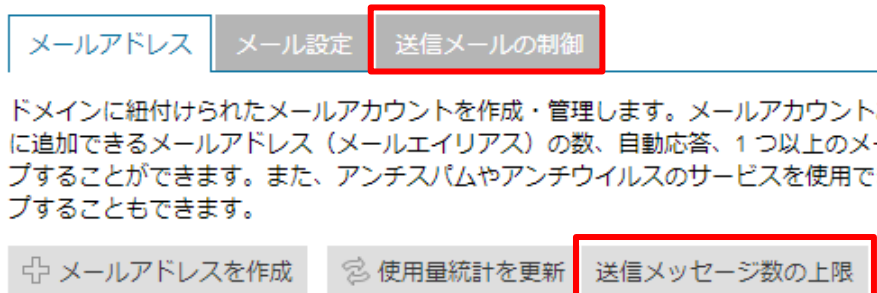 メールアドレス メール設定 送信メールの制御
ドメインに紐付けられたメールアカウントを作成・管理します。メールアカウント
に追加できるメールアドレス（メールエイリアス）の数、自動応答、1 つ以上のメー
プすることができます。また、アンチスパムやアンチウイルスのサービスを使用で
プすることもできます。
メールアドレスを作成 使用量統計を更新 送信メッセージ数の上限